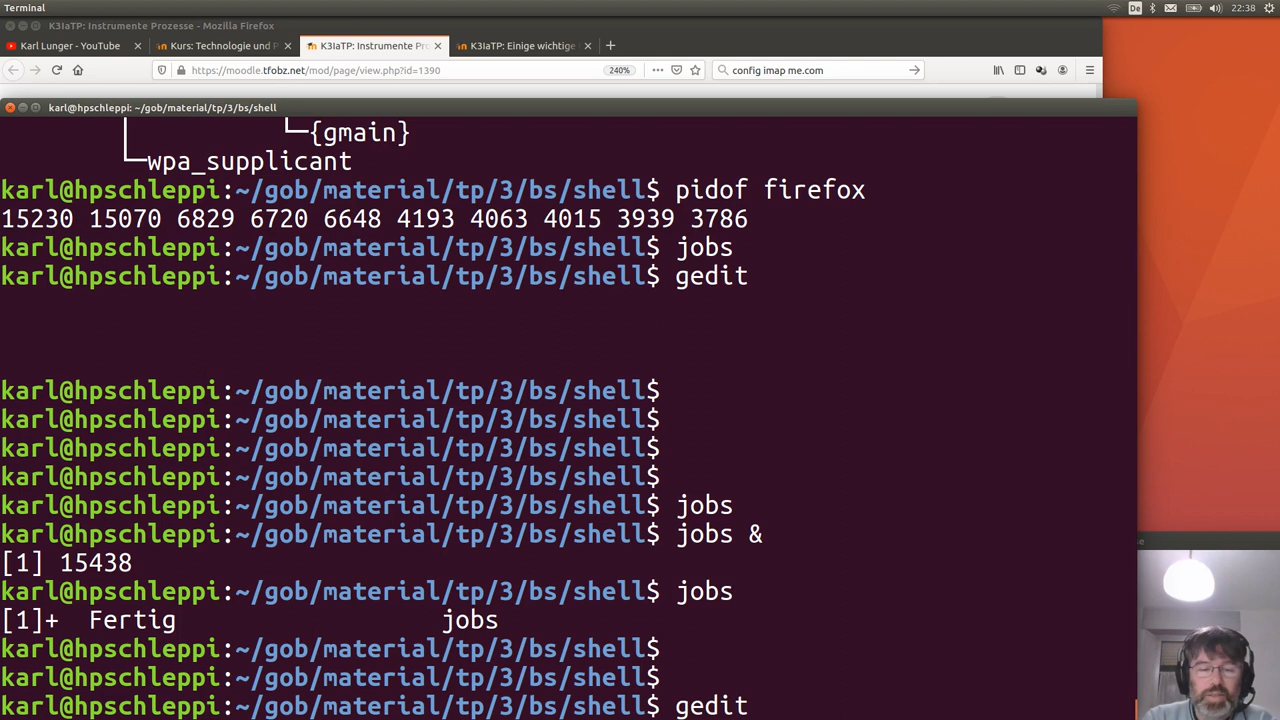 Terminal
De
22:38
K3IaTP: Instrumente Prozesse - Mozilla Firefox
Karl Lunger - YouTube
Kurs: Technologie und P
K3IaTP: Instrumente Pro
K3IaTP: Einige wichtige
https://moodle.tfobz.net/mod/page/view.php?id=1390
240%
config imap me.com
karl@hpschleppi: ~/gob/material/tp/3/bs/shell
{gmain}
wpa_supplicant
karl@hpschleppi:~/gob/material/tp/3/bs/shell$ pidof firefox
15230 15070 6829 6720 6648 4193 4063 4015 3939 3786
karl@hpschleppi:~/gob/material/tp/3/bs/shell$ jobs
karl@hpschleppi:~/gob/material/tp/3/bs/shell$ gedit
karl@hpschleppi:~/gob/material/tp/3/bs/shell$
karl@hpschleppi:~/gob/material/tp/3/bs/shell$
karl@hpschleppi:~/gob/material/tp/3/bs/shell$
karl@hpschleppi:~/gob/material/tp/3/bs/shell$
karl@hpschleppi:~/gob/material/tp/3/bs/shell$ jobs
karl@hpschleppi:~/gob/material/tp/3/bs/shell$ jobs &
[1] 15438
karl@hpschleppi:~/gob/material/tp/3/bs/shell$ jobs
[1]+ Fertig jobs
karl@hpschleppi:~/gob/material/tp/3/bs/shell$
karl@hpschleppi:~/gob/material/tp/3/bs/shell$
karl@hpschleppi:~/gob/material/tp/3/bs/shell$ gedit